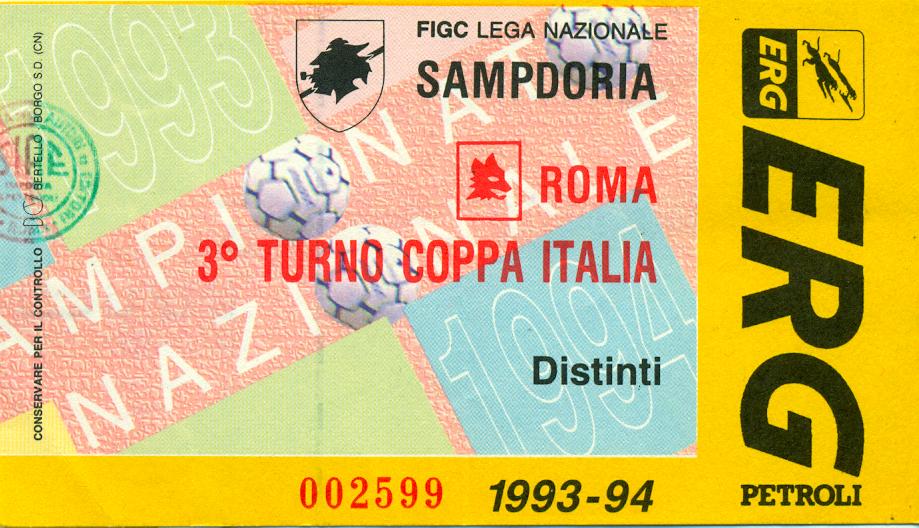 FIGC LEGA NAZIONALE
SAMPDORIA
ROMA
3° TURNO COPPA ITALIA
Distinti
002599
1993-94
ERG
ERG
PETROLI
CONSERVARE PER IL CONTROLLO
BERTELLO BORGO S.D. (CN)
1993
CAMPIONATO
NAZIONALE
1994